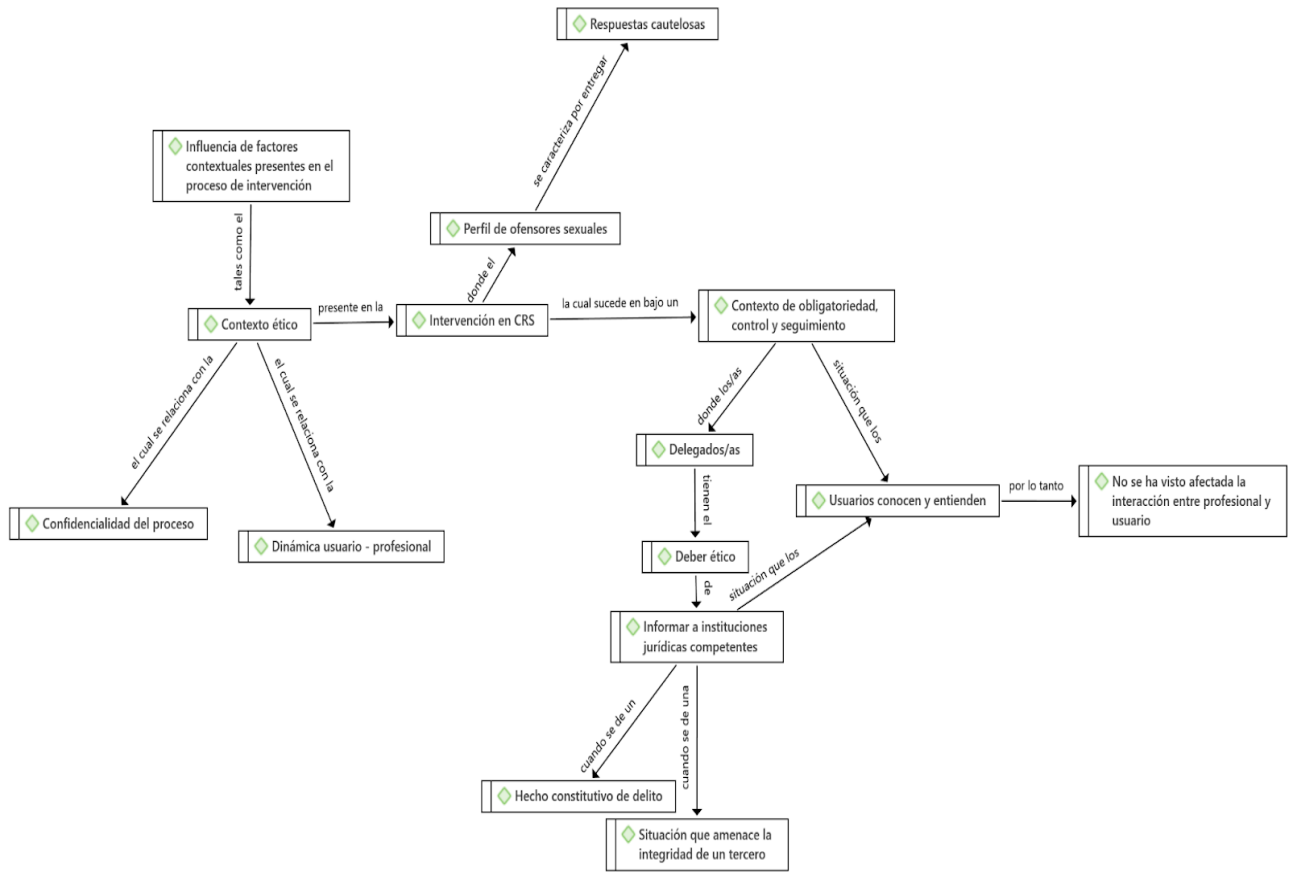 Respuestas cautelosas
se caracteriza por entregar
Influencia de factores
contextuales presentes en el
proceso de intervención
tales como el
Perfil de ofensores sexuales
donde el
Contexto ético
presente en la
Intervención en CRS
la cual sucede en bajo un
Contexto de obligatoriedad,
control y seguimiento
el cual se relaciona con la
el cual se relaciona con la
donde los/as
situación que los
Delegados/as
tienen el
Usuarios conocen y entienden
por lo tanto
No se ha visto afectada la
interacción entre profesional y
usuario
Confidencialidad del proceso
Dinámica usuario - profesional
Deber ético
de
situación que los
Informar a instituciones
jurídicas competentes
cuando se de un
cuando se de una
Hecho constitutivo de delito
Situación que amenace la
integridad de un tercero